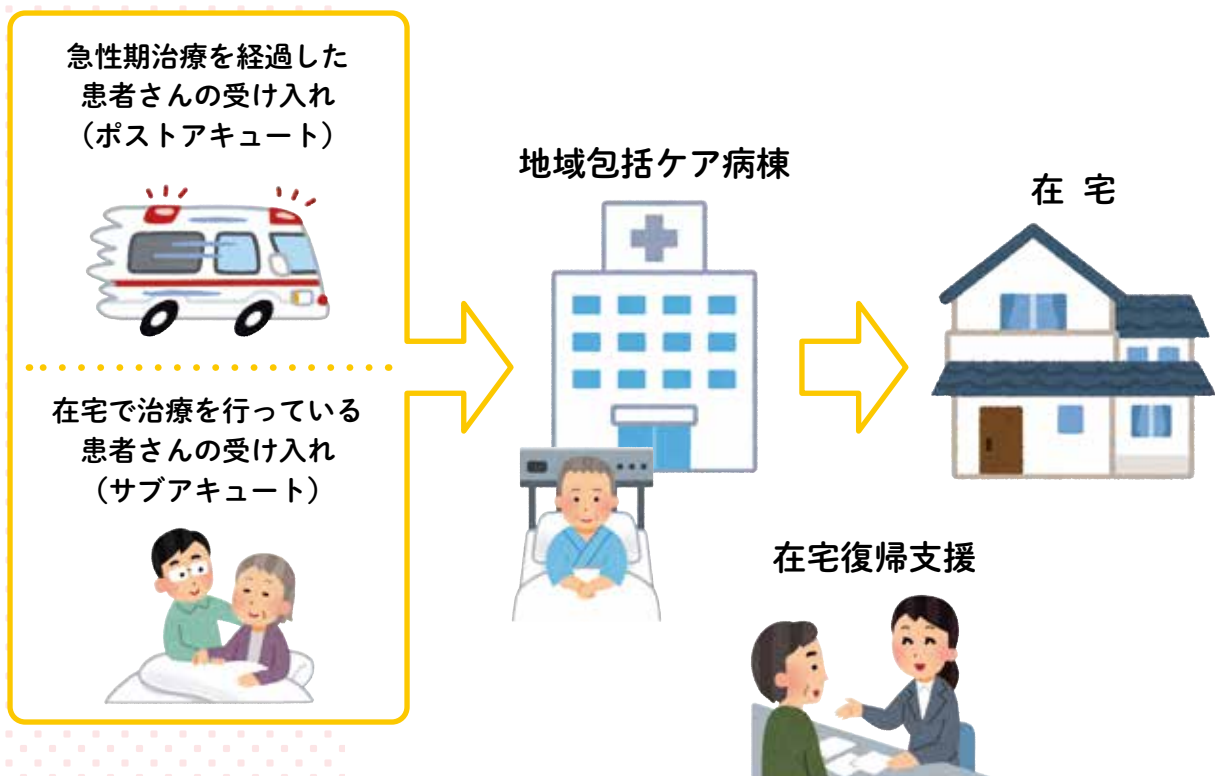 急性期治療を経過した
患者さんの受け入れ
（ポストアキュート）
在宅で治療を行っている
患者さんの受け入れ
（サブアキュート）
地域包括ケア病棟
在 宅
在宅復帰支援